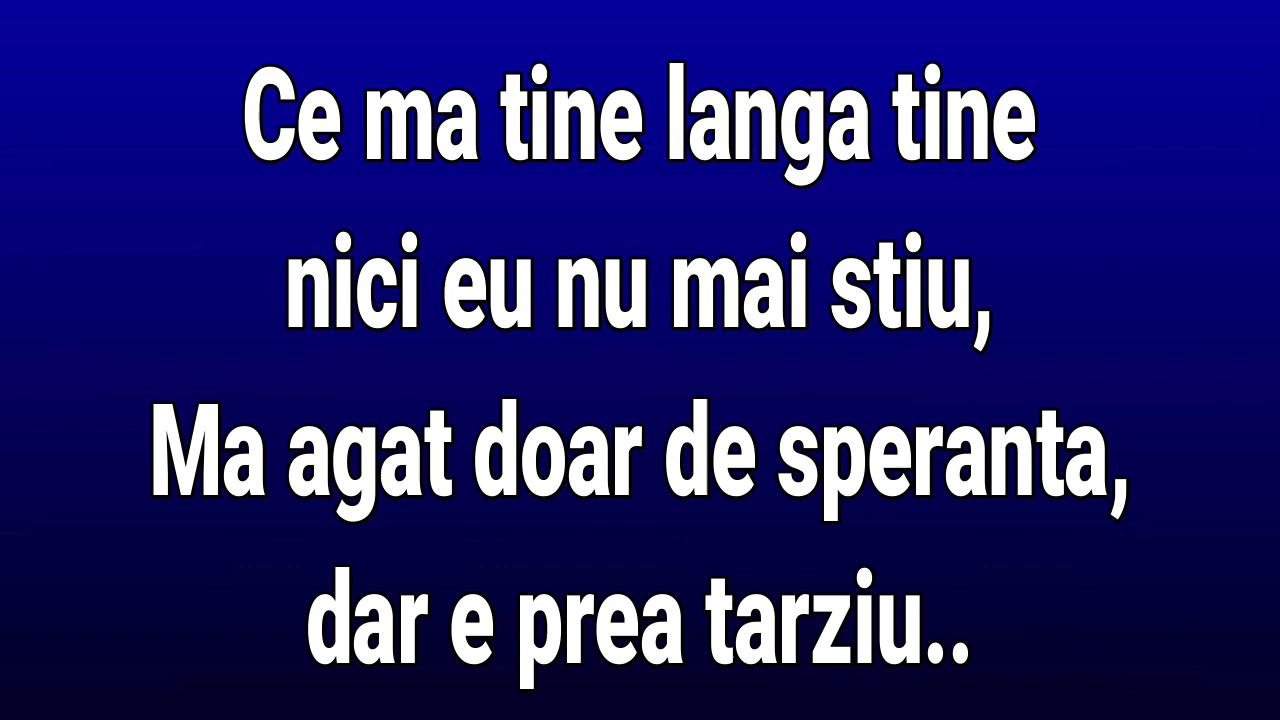 Ce ma tine langa tine
nici eu nu mai stiu,
Ma agat doar de speranta,
dar e prea tarziu..